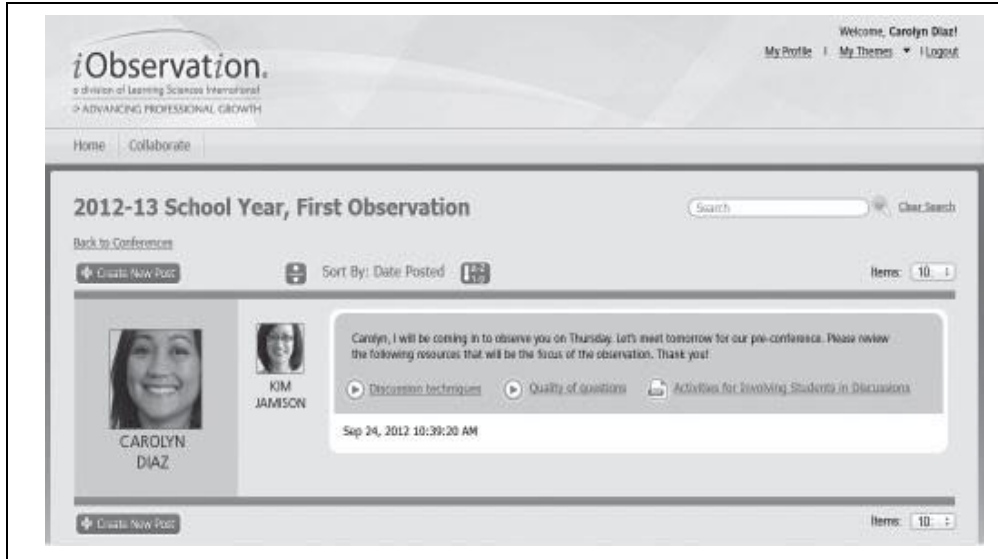 Welcome, Carolyn Diaz!
My Profile | My Themes | Logout
iObservation.
a division of Learning Sciences International
> ADVANCING PROFESSIONAL GROWTH
Home Collaborate
2012-13 School Year, First Observation
Search Clear Search
Back to Conferences
Create New Post Sort By: Date Posted Items: 10
Carolyn, I will be coming in to observe you on Thursday. Let's meet tomorrow for our pre-conference. Please review
the following resources that will be the focus of the observation. Thank you!
KIM
JAMISON
Discussion techniques Quality of questions Activities for Involving Students in Discussions
Sep 24, 2012 10:39:20 AM
CAROLYN
DIAZ
Create New Post Items: 10